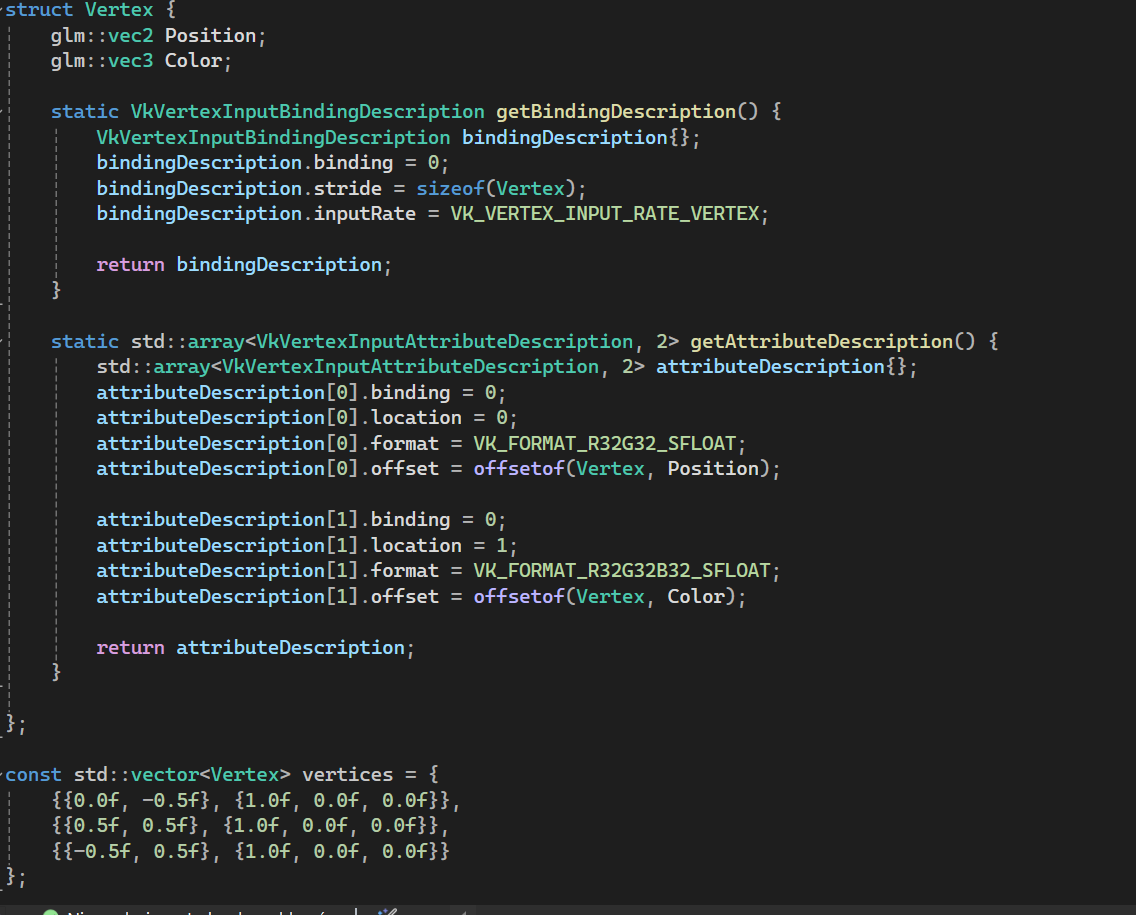 struct Vertex {
    glm::vec2 Position;
    glm::vec3 Color;
    static VkVertexInputBindingDescription getBindingDescription() {
        VkVertexInputBindingDescription bindingDescription{};
        bindingDescription.binding = 0;
        bindingDescription.stride = sizeof(Vertex);
        bindingDescription.inputRate = VK_VERTEX_INPUT_RATE_VERTEX;
        return bindingDescription;
    }
    static std::array<VkVertexInputAttributeDescription, 2> getAttributeDescription() {
        std::array<VkVertexInputAttributeDescription, 2> attributeDescription{};
        attributeDescription[0].binding = 0;
        attributeDescription[0].location = 0;
        attributeDescription[0].format = VK_FORMAT_R32G32_SFLOAT;
        attributeDescription[0].offset = offsetof(Vertex, Position);
        attributeDescription[1].binding = 0;
        attributeDescription[1].location = 1;
        attributeDescription[1].format = VK_FORMAT_R32G32B32_SFLOAT;
        attributeDescription[1].offset = offsetof(Vertex, Color);
        return attributeDescription;
    }
};
const std::vector<Vertex> vertices = {
    {{0.0f, -0.5f}, {1.0f, 0.0f, 0.0f}},
    {{0.5f, 0.5f}, {1.0f, 0.0f, 0.0f}},
    {{-0.5f, 0.5f}, {1.0f, 0.0f, 0.0f}}
};